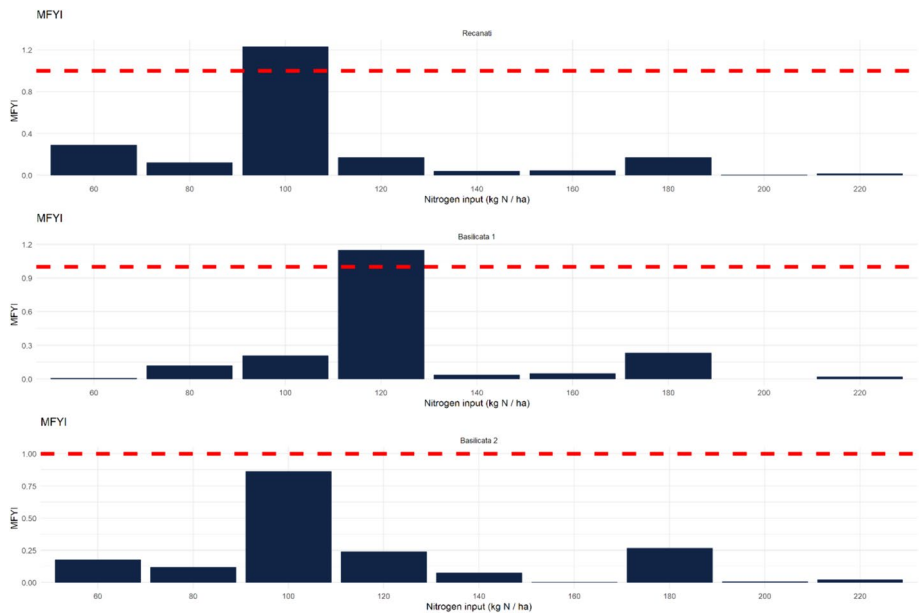 MFYI
Recanati
1.2
0.8
0.4
0.0
MFYI
60 80 100 120 140 160 180 200 220
Nitrogen input (kg N / ha)
MFYI
Basilicata 1
1.2
0.9
0.6
0.3
0.0
MFYI
60 80 100 120 140 160 180 200 220
Nitrogen input (kg N / ha)
MFYI
Basilicata 2
1.00
0.75
0.50
0.25
0.00
MFYI
60 80 100 120 140 160 180 200 220
Nitrogen input (kg N / ha)